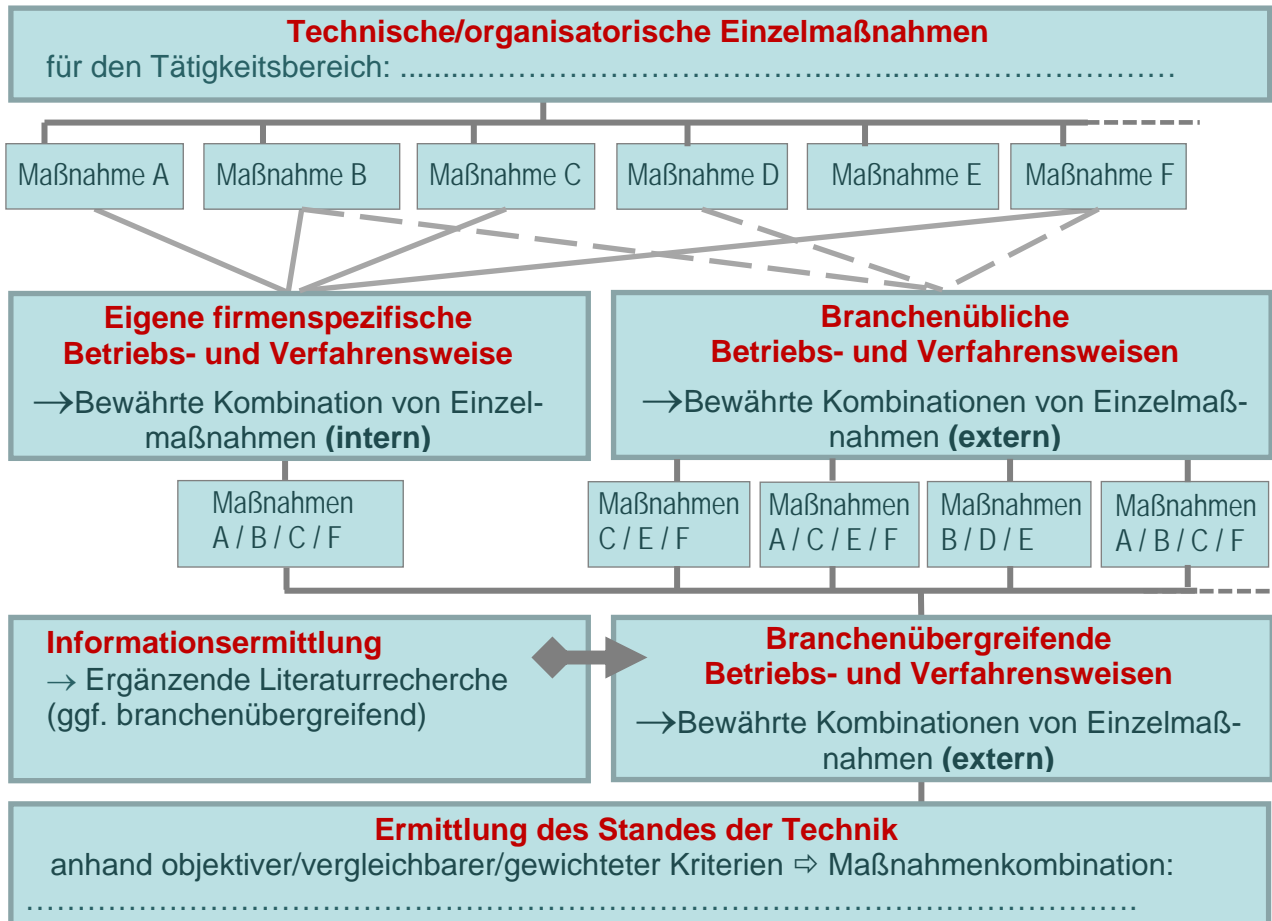 Technische/organisatorische Einzelmaßnahmen
für den Tätigkeitsbereich: ..........…………………………………..……..………………………
Maßnahme A
Maßnahme B
Maßnahme C
Maßnahme D
Maßnahme E
Maßnahme F
Eigene firmenspezifische
Betriebs- und Verfahrensweise
→Bewährte Kombination von Einzel-
maßnahmen (intern)
Branchenübliche
Betriebs- und Verfahrensweisen
→Bewährte Kombinationen von Einzelmaß-
nahmen (extern)
Maßnahmen
A / B / C / F
Maßnahmen
C / E / F
Maßnahmen
A / C / E / F
Maßnahmen
B / D / E
Maßnahmen
A / B / C / F
Informationsermittlung
→ Ergänzende Literaturrecherche
(ggf. branchenübergreifend)
Branchenübergreifende
Betriebs- und Verfahrensweisen
→Bewährte Kombinationen von Einzelmaß-
nahmen (extern)
Ermittlung des Standes der Technik
anhand objektiver/vergleichbarer/gewichteter Kriterien ⇨ Maßnahmenkombination:
……………………………………………………………………………………………….